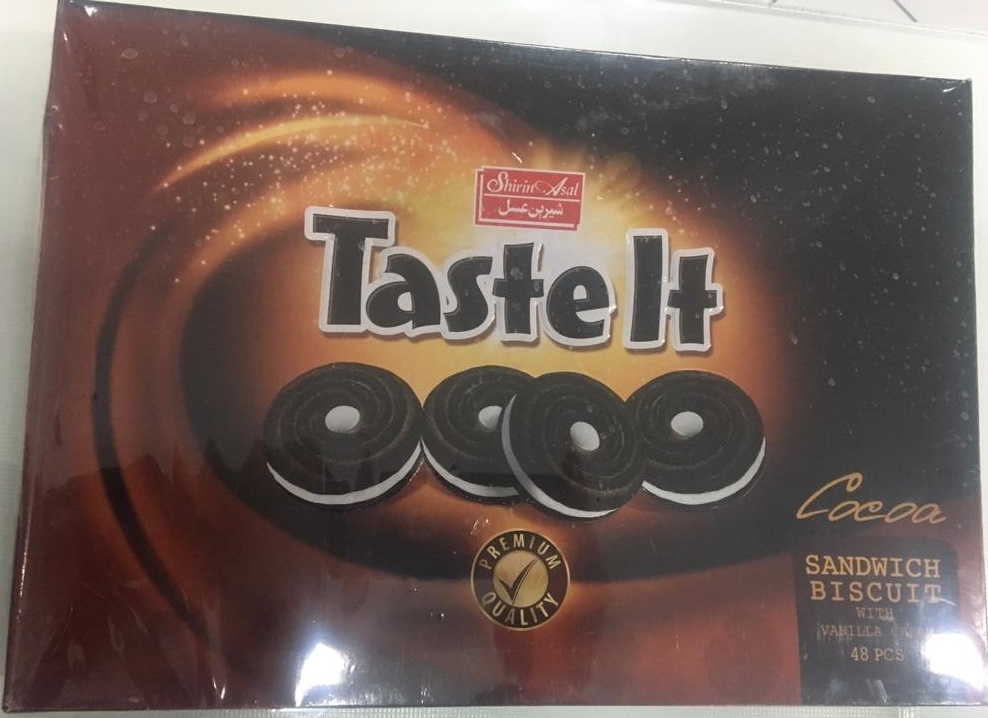 Shirin Asal
شیرین عسل
Taste It
PREMIUM
QUALITY
Cocoa
SANDWICH
BISCUIT
WITH
VANILLA
48 PCS